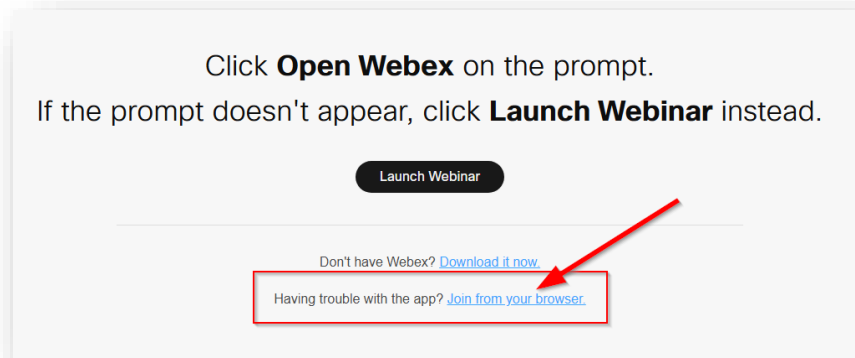 Click Open Webex on the prompt.
If the prompt doesn't appear, click Launch Webinar instead.
Launch Webinar
Don't have Webex? Download it now.
Having trouble with the app? Join from your browser.